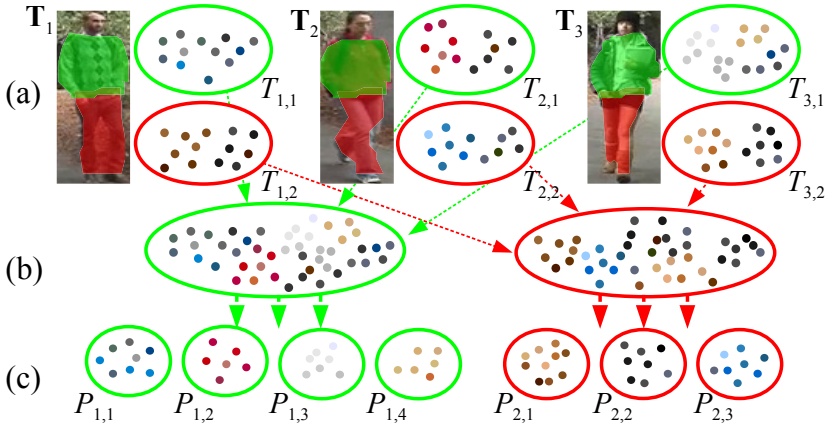 T1 T2 T3
(a)
T1,1 T2,1 T3,1
T1,2 T2,2 T3,2
(b)
(c)
P1,1 P1,2 P1,3 P1,4 P2,1 P2,2 P2,3